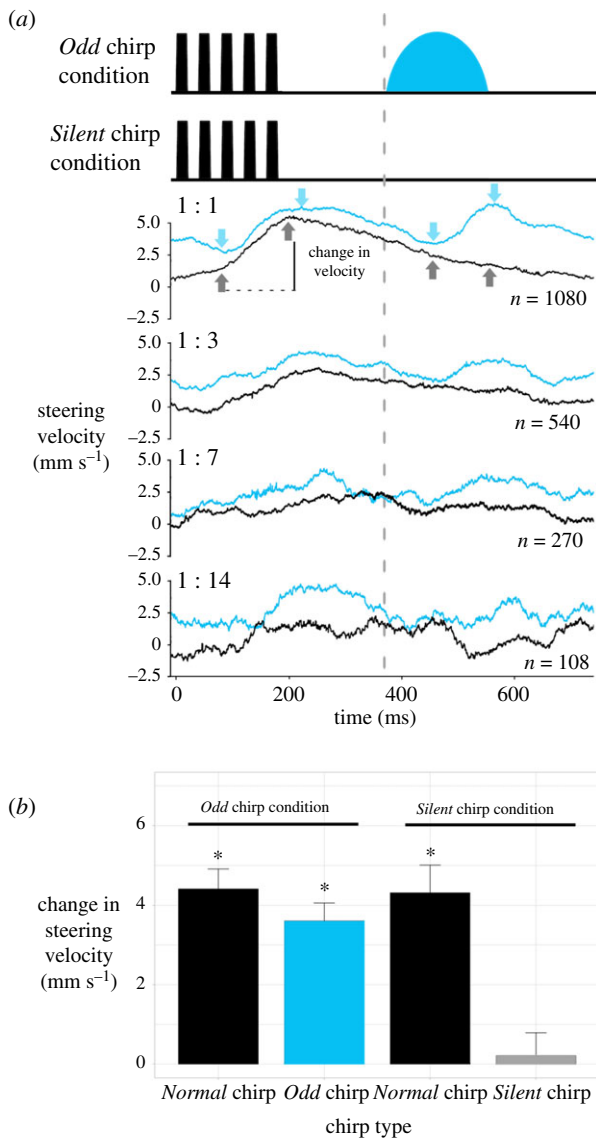 (a)
Odd chirp
condition
Silent chirp
condition
1 : 1
5.0
2.5
0
−2.5
change in
velocity
n = 1080
1 : 3
5.0
2.5
0
−2.5
n = 540
steering
velocity
(mm s−1)
1 : 7
5.0
2.5
0
−2.5
n = 270
1 : 14
5.0
2.5
0
−2.5
n = 108
0 200 400 600
time (ms)
(b)
Odd chirp condition Silent chirp condition
6
4
2
0
* * *
change in
steering
velocity
(mm s−1)
Normal chirp Odd chirp Normal chirp Silent chirp
chirp type